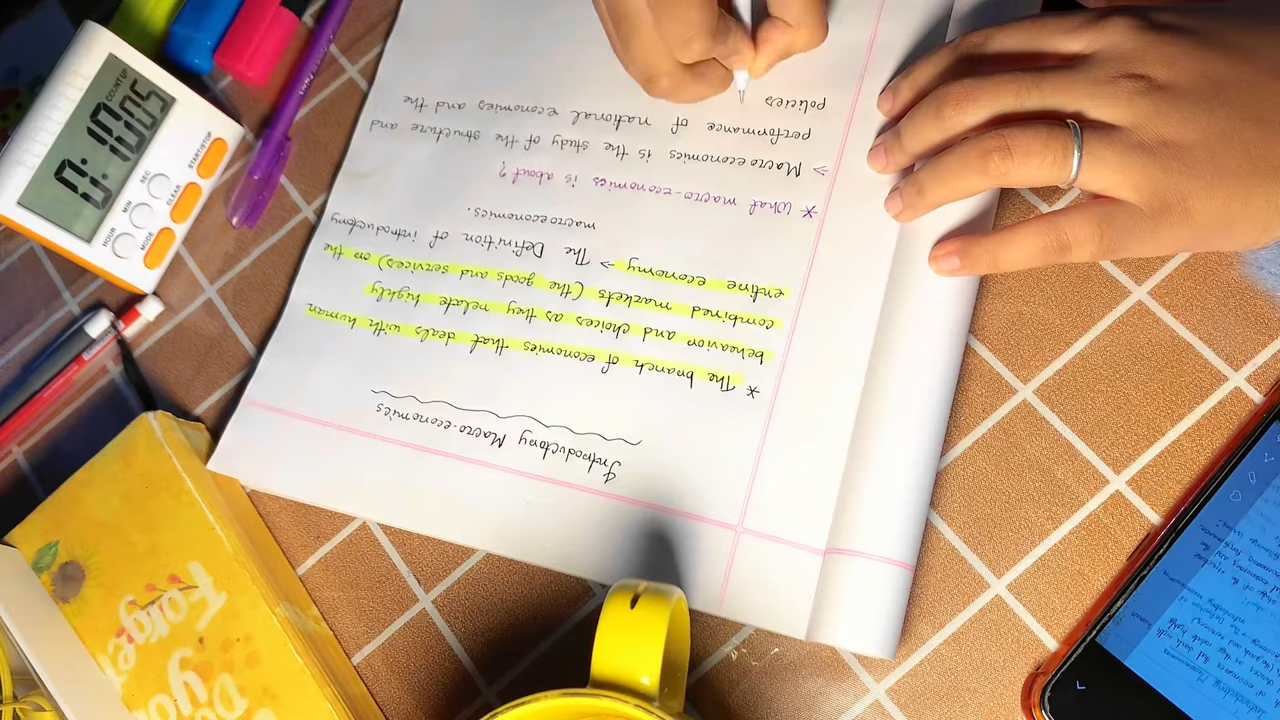 Introductory Macro-economics
* The branch of economies that deals with human
behavior and choices as they relate highly
combined markets (the goods and services) on the
entire economy → The Definition of introductory
macroeconomics.
* What macro-economics is about?
> Macroeconomics is the study of the structure and
performance of national economies and the
policies
COUNT UP
0:1005
HOUR MIN SEC
MODE CLEAR START/STOP
Forget